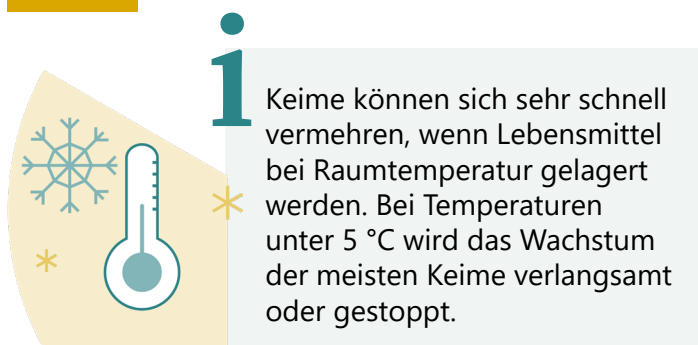 i
Keime können sich sehr schnell
vermehren, wenn Lebensmittel
bei Raumtemperatur gelagert
werden. Bei Temperaturen
unter 5 °C wird das Wachstum
der meisten Keime verlangsamt
oder gestoppt.